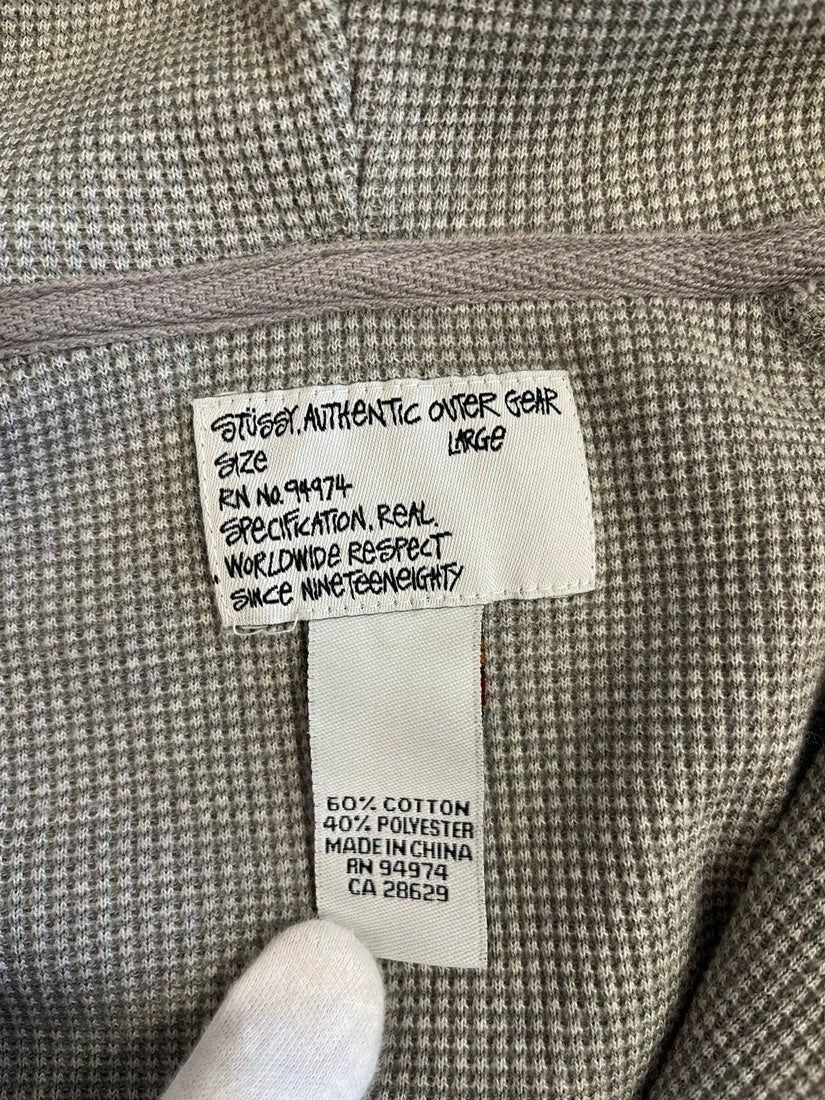 STÜSSY. AUTHENTIC OUTER GEAR
SIZE LARGE
RN NO. 94974
SPECIFICATION. REAL.
. WORLDWIDE RESPECT
SINCE NINETEENEIGHTY
60% COTTON
40% POLYESTER
MADE IN CHINA
RN 94974
CA 28629